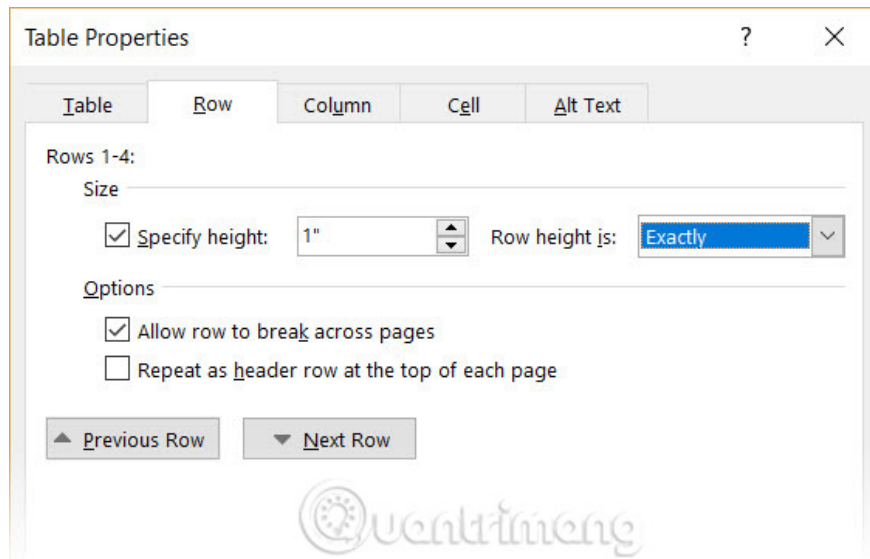 Table Properties ?
Table Row Column Cell Alt Text
Rows 1-4:
Size
Specify height: 1" Row height is: Exactly
Options
Allow row to break across pages
Repeat as header row at the top of each page
Previous Row Next Row
Quantrimang